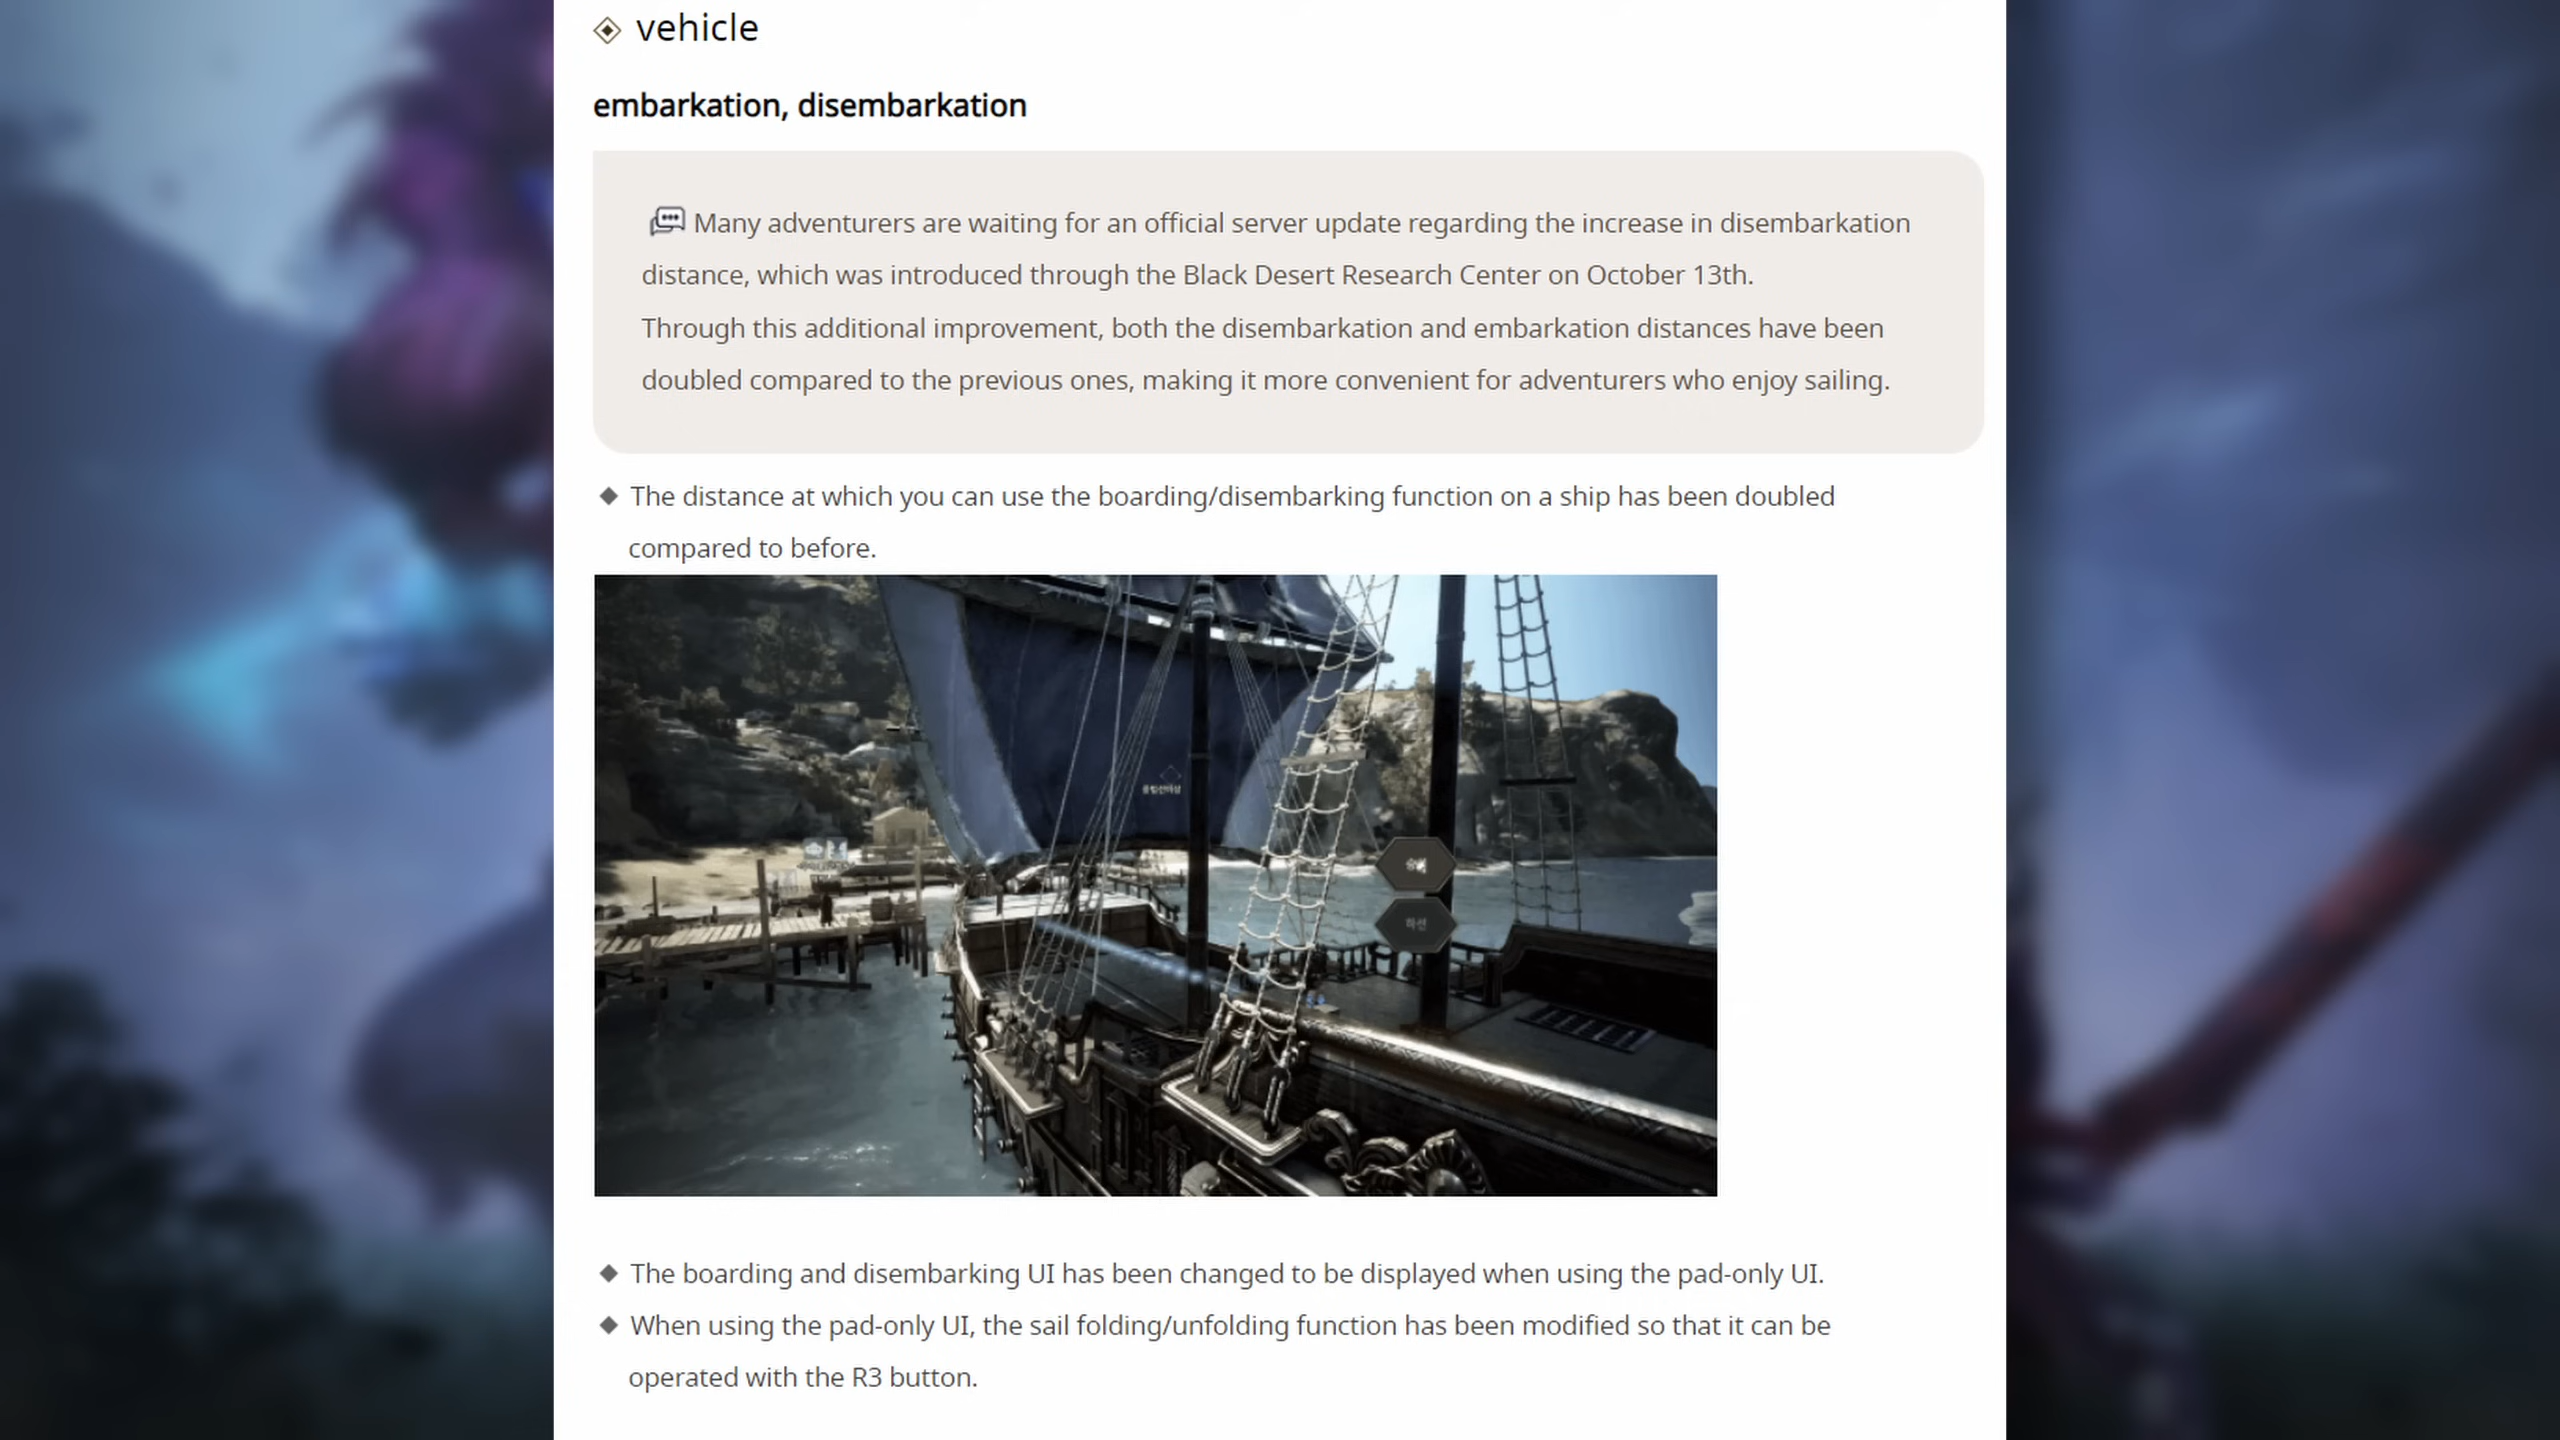 vehicle
embarkation, disembarkation
Many adventurers are waiting for an official server update regarding the increase in disembarkation
distance, which was introduced through the Black Desert Research Center on October 13th.
Through this additional improvement, both the disembarkation and embarkation distances have been
doubled compared to the previous ones, making it more convenient for adventurers who enjoy sailing.
The distance at which you can use the boarding/disembarking function on a ship has been doubled
compared to before.
하선
The boarding and disembarking UI has been changed to be displayed when using the pad-only UI.
When using the pad-only UI, the sail folding/unfolding function has been modified so that it can be
operated with the R3 button.